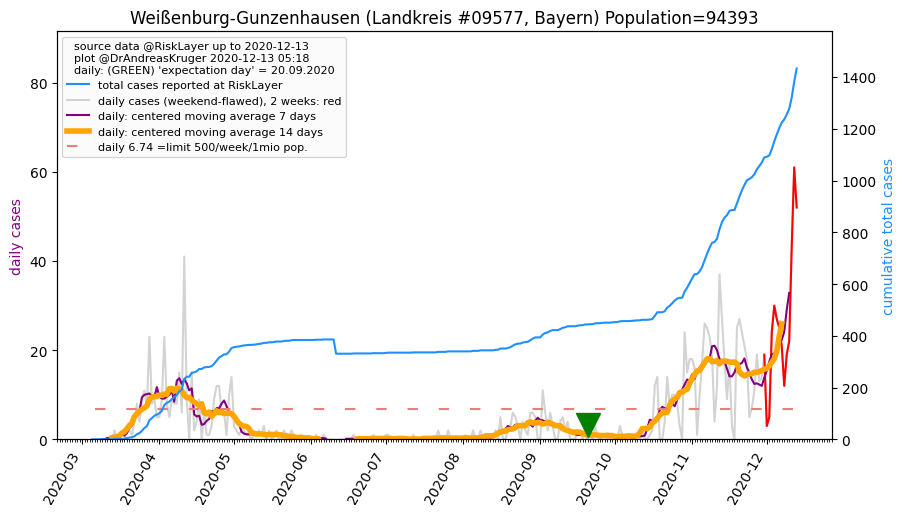 Weißenburg-Gunzenhausen (Landkreis #09577, Bayern) Population=94393
source data @RiskLayer up to 2020-12-13
plot @DrAndreasKruger 2020-12-13 05:18
daily: (GREEN) 'expectation day' = 20.09.2020
total cases reported at RiskLayer
daily cases (weekend-flawed), 2 weeks: red
daily: centered moving average 7 days
daily: centered moving average 14 days
daily 6.74 =limit 500/week/1mio pop.
daily cases
80
60
40
20
0
cumulative total cases
1400
1200
1000
800
600
400
200
0
2020-03
2020-04
2020-05
2020-06
2020-07
2020-08
2020-09
2020-10
2020-11
2020-12